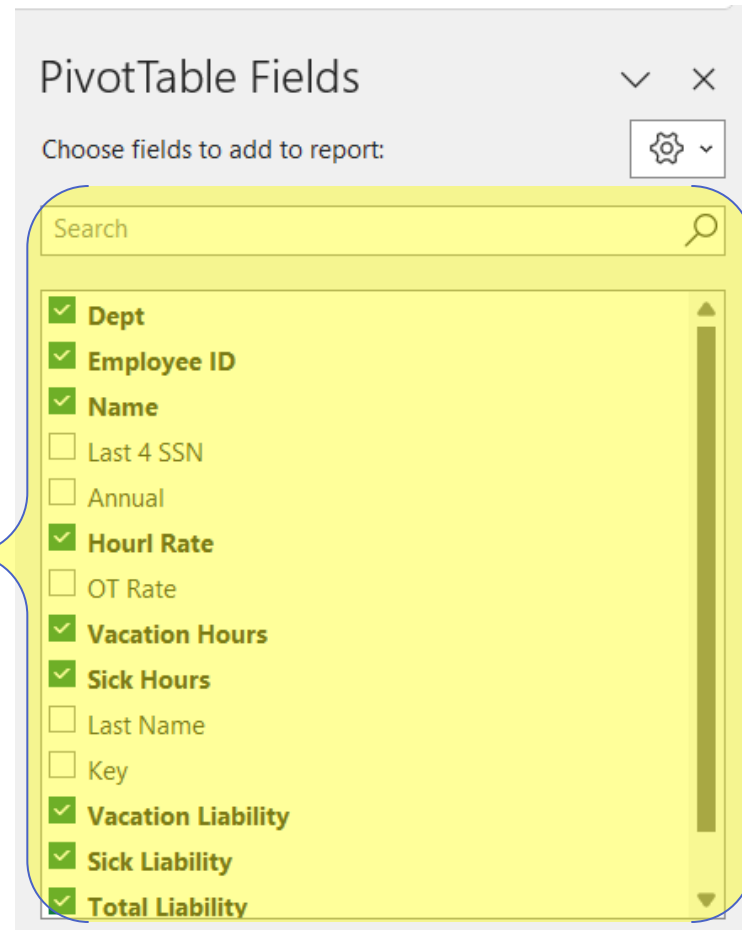 PivotTable Fields
Choose fields to add to report:
Search
Dept
Employee ID
Name
Last 4 SSN
Annual
Hourl Rate
OT Rate
Vacation Hours
Sick Hours
Last Name
Key
Vacation Liability
Sick Liability
Total Liability